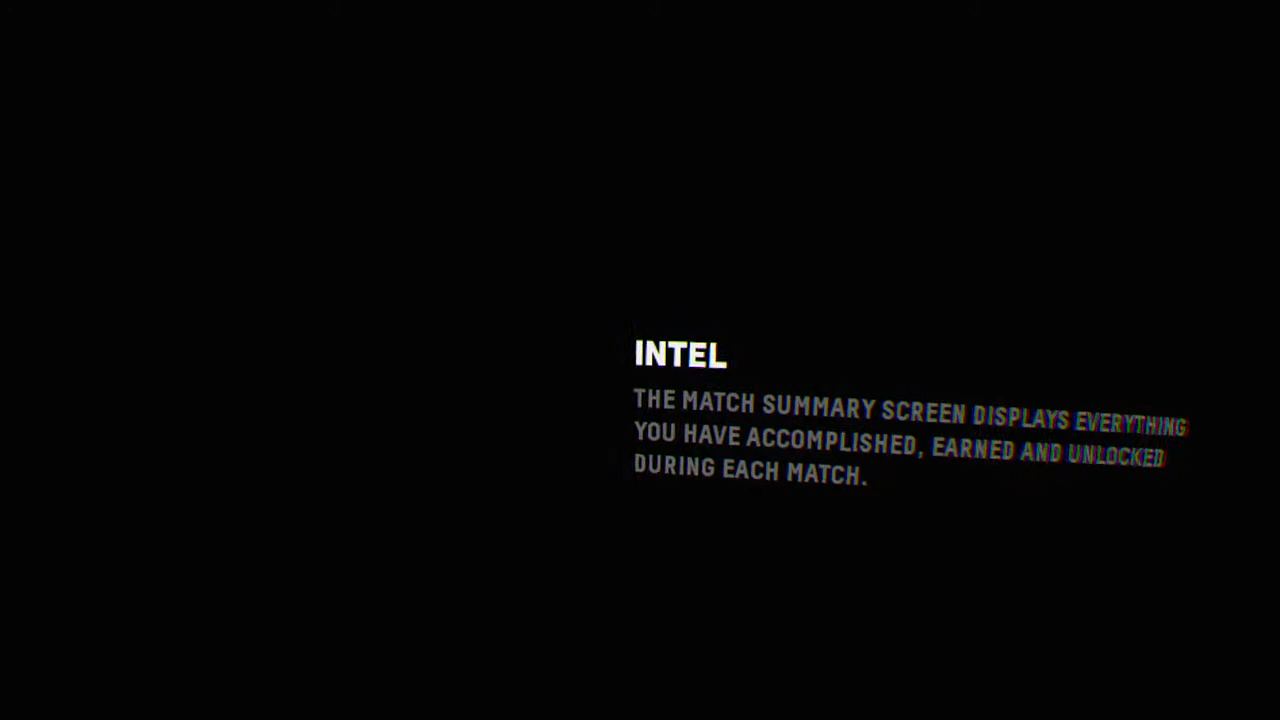 INTEL
THE MATCH SUMMARY SCREEN DISPLAYS EVERYTHING
YOU HAVE ACCOMPLISHED, EARNED AND UNLOCKED
DURING EACH MATCH.